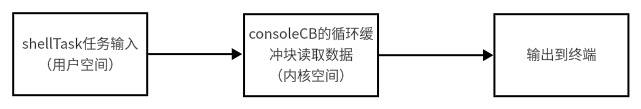 shellTask任务输入
（用户空间）
consoleCB的循环缓
冲块读取数据
（内核空间）
输出到终端